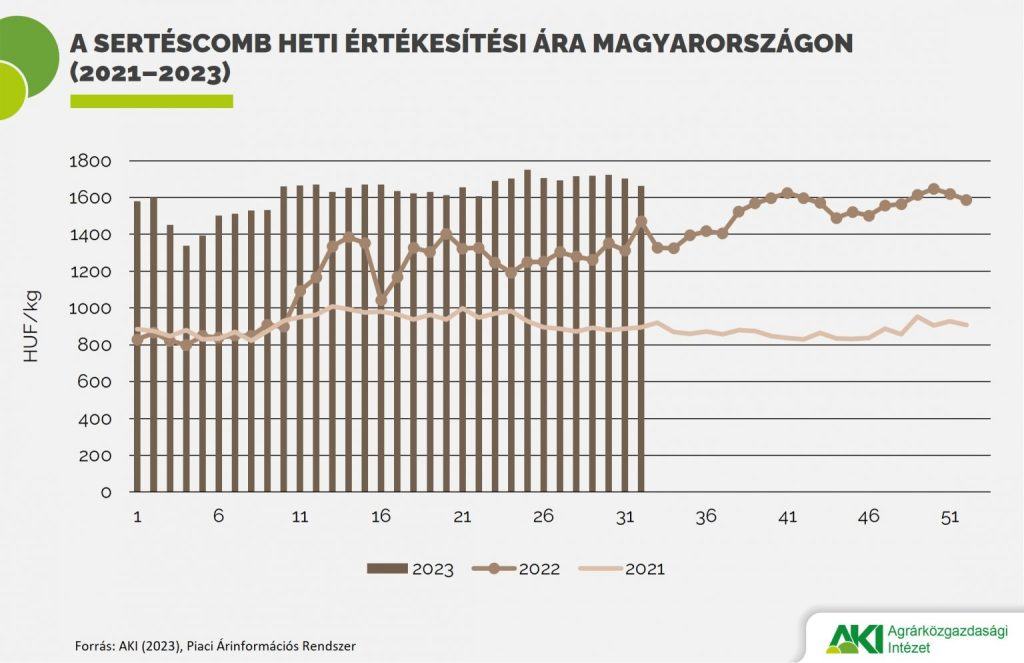 A SERTÉSCOMB HETI ÉRTÉKESÍTÉSI ÁRA MAGYARORSZÁGON
(2021–2023)
HUF/kg
1800
1600
1400
1200
1000
800
600
400
200
0
1 6 11 16 21 26 31 36 41 46 51
2023 2022 2021
Forrás: AKI (2023), Piaci Árinformációs Rendszer
AKI Agrárközgazdasági
Intézet